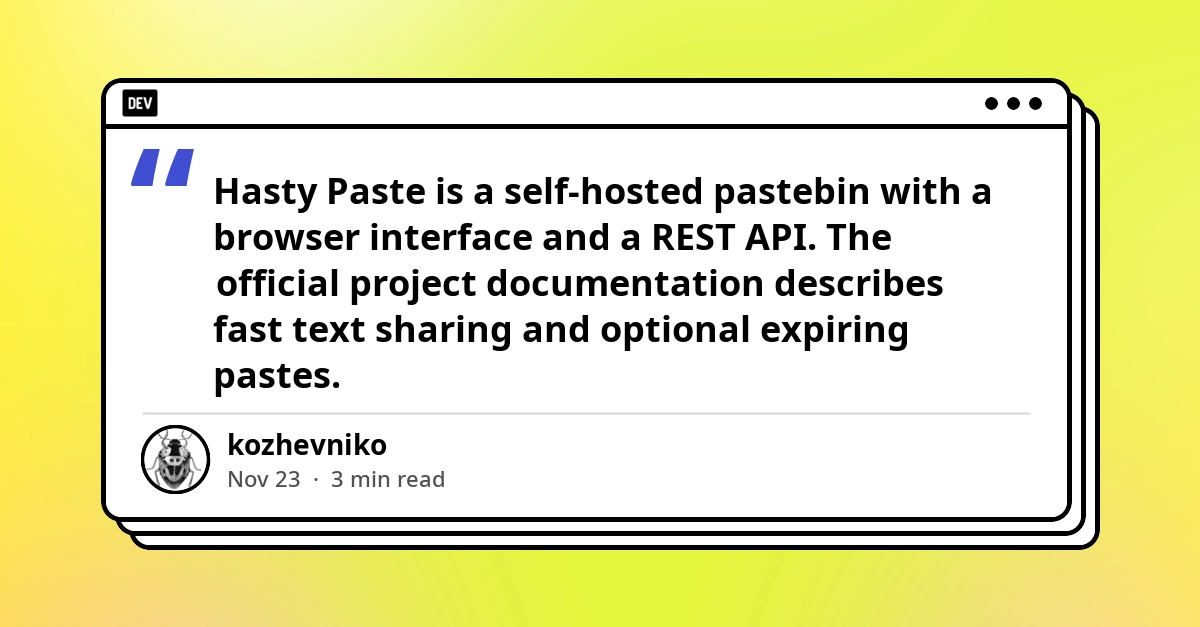 DEV
“
Hasty Paste is a self-hosted pastebin with a
browser interface and a REST API. The
official project documentation describes
fast text sharing and optional expiring
pastes.
kozhevniko
Nov 23 · 3 min read